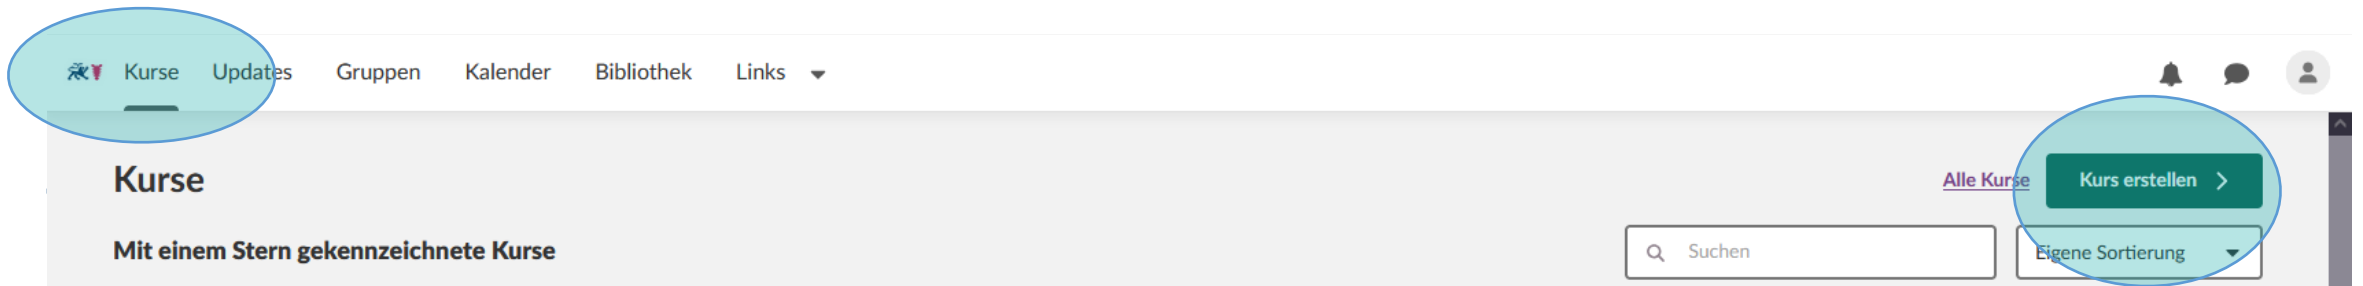 Kurse Updates Gruppen Kalender Bibliothek Links
Kurse
Alle Kurse Kurs erstellen
Mit einem Stern gekennzeichnete Kurse
Suchen Eigene Sortierung